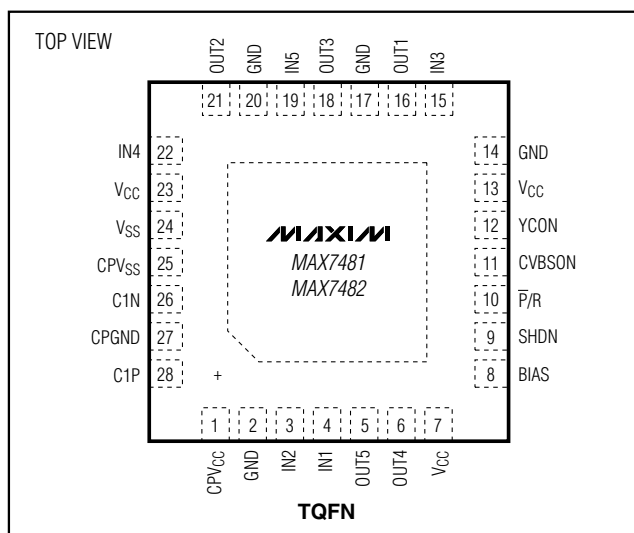 TOP VIEW
OUT2 GND IN5 OUT3 GND OUT1 IN3
21 20 19 18 17 16 15
IN4 22
VCC 23
VSS 24
CPVSS 25
C1N 26
CPGND 27
C1P 28
+
MAXIM
MAX7481
MAX7482
14 GND
13 VCC
12 YCON
11 CVBSON
10 P̅/R
9 SHDN
8 BIAS
1 2 3 4 5 6 7
CPVCC GND IN2 IN1 OUT5 OUT4 VCC
TQFN